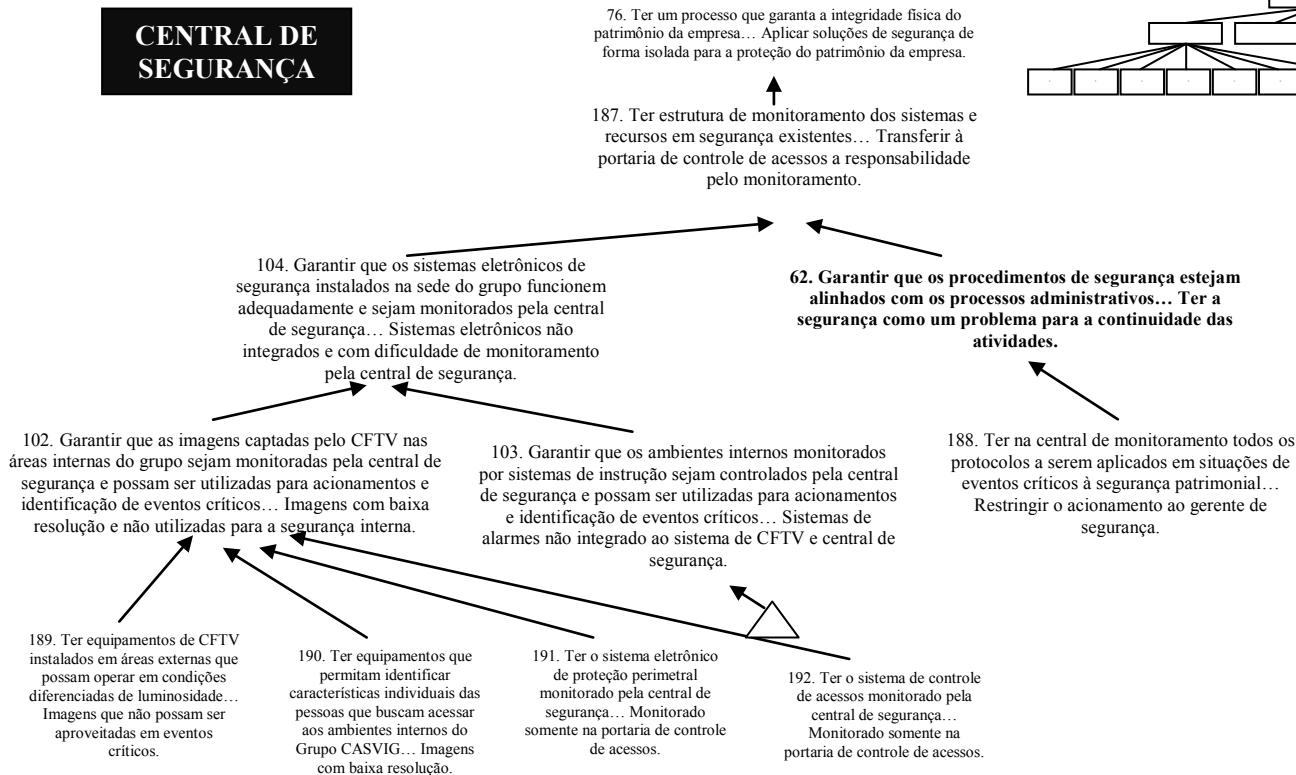 CENTRAL DE
SEGURANÇA
76. Ter um processo que garanta a integridade física do
patrimônio da empresa… Aplicar soluções de segurança de
forma isolada para a proteção do patrimônio da empresa.
187. Ter estrutura de monitoramento dos sistemas e
recursos em segurança existentes… Transferir à
portaria de controle de acessos a responsabilidade
pelo monitoramento.
104. Garantir que os sistemas eletrônicos de
segurança instalados na sede do grupo funcionem
adequadamente e sejam monitorados pela central
de segurança… Sistemas eletrônicos não
integrados e com dificuldade de monitoramento
pela central de segurança.
62. Garantir que os procedimentos de segurança estejam
alinhados com os processos administrativos… Ter a
segurança como um problema para a continuidade das
atividades.
102. Garantir que as imagens captadas pelo CFTV nas
áreas internas do grupo sejam monitoradas pela central de
segurança e possam ser utilizadas para acionamentos e
identificação de eventos críticos… Imagens com baixa
resolução e não utilizadas para a segurança interna.
103. Garantir que os ambientes internos monitorados
por sistemas de instrução sejam controlados pela central
de segurança e possam ser utilizadas para acionamentos
e identificação de eventos críticos… Sistemas de
alarmes não integrado ao sistema de CFTV e central de
segurança.
188. Ter na central de monitoramento todos os
protocolos a serem aplicados em situações de
eventos críticos à segurança patrimonial…
Restringir o acionamento ao gerente de
segurança.
189. Ter equipamentos de CFTV
instalados em áreas externas que
possam operar em condições
diferenciadas de luminosidade…
Imagens que não possam ser
aproveitadas em eventos
críticos.
190. Ter equipamentos que
permitam identificar
características individuais das
pessoas que buscam acessar
aos ambientes internos do
Grupo CASVIG… Imagens
com baixa resolução.
191. Ter o sistema eletrônico
de proteção perimetral
monitorado pela central de
segurança… Monitorado
somente na portaria de controle
de acessos.
192. Ter o sistema de controle
de acessos monitorado pela
central de segurança…
Monitorado somente na
portaria de controle de acessos.